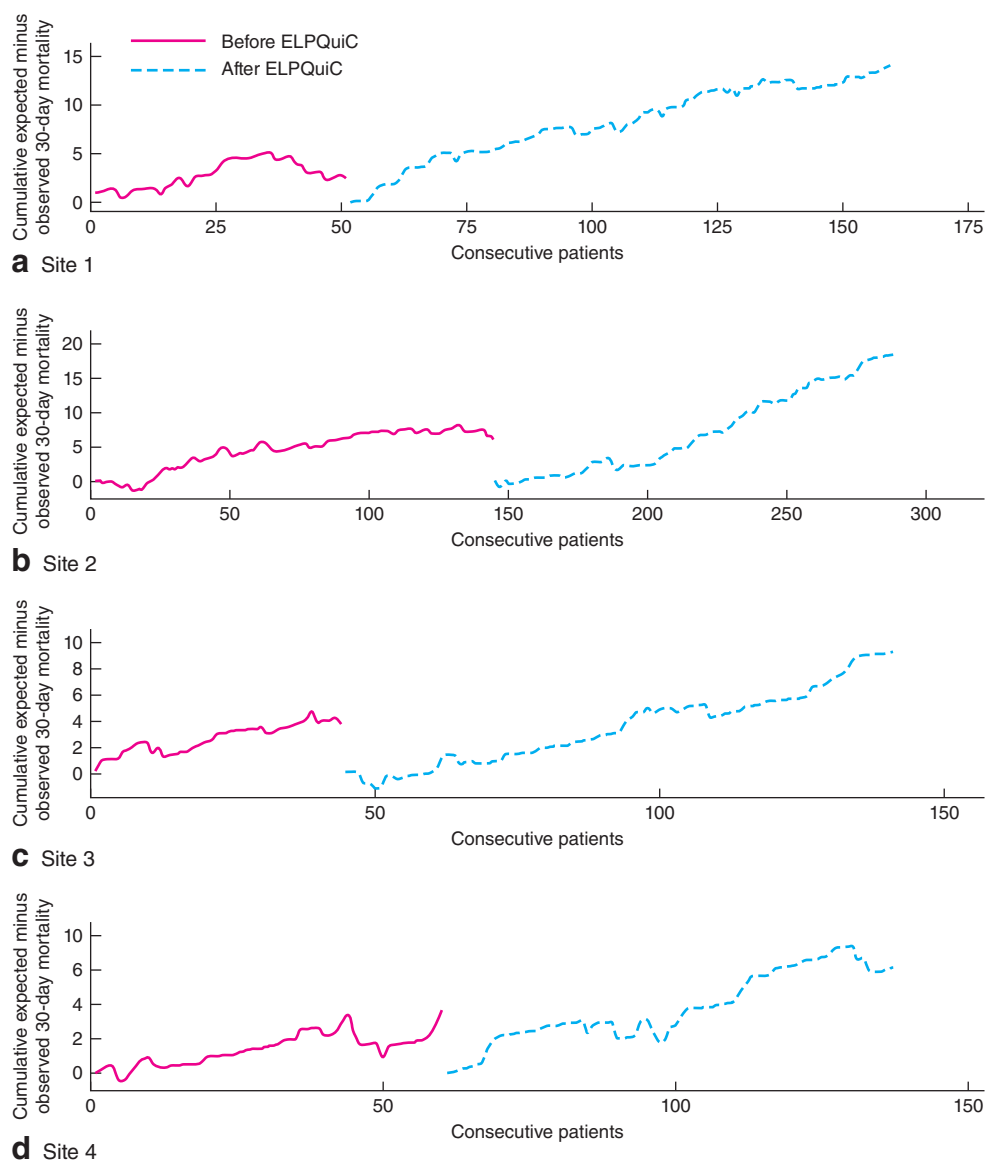 Before ELPQuiC
After ELPQuiC
Cumulative expected minus
observed 30-day mortality
15
10
5
0
0 25 50 75 100 125 150 175
Consecutive patients
a Site 1
Cumulative expected minus
observed 30-day mortality
20
15
10
5
0
0 50 100 150 200 250 300
Consecutive patients
b Site 2
Cumulative expected minus
observed 30-day mortality
10
8
6
4
2
0
0 50 100 150
Consecutive patients
c Site 3
Cumulative expected minus
observed 30-day mortality
10
6
4
2
0
0 50 100 150
Consecutive patients
d Site 4